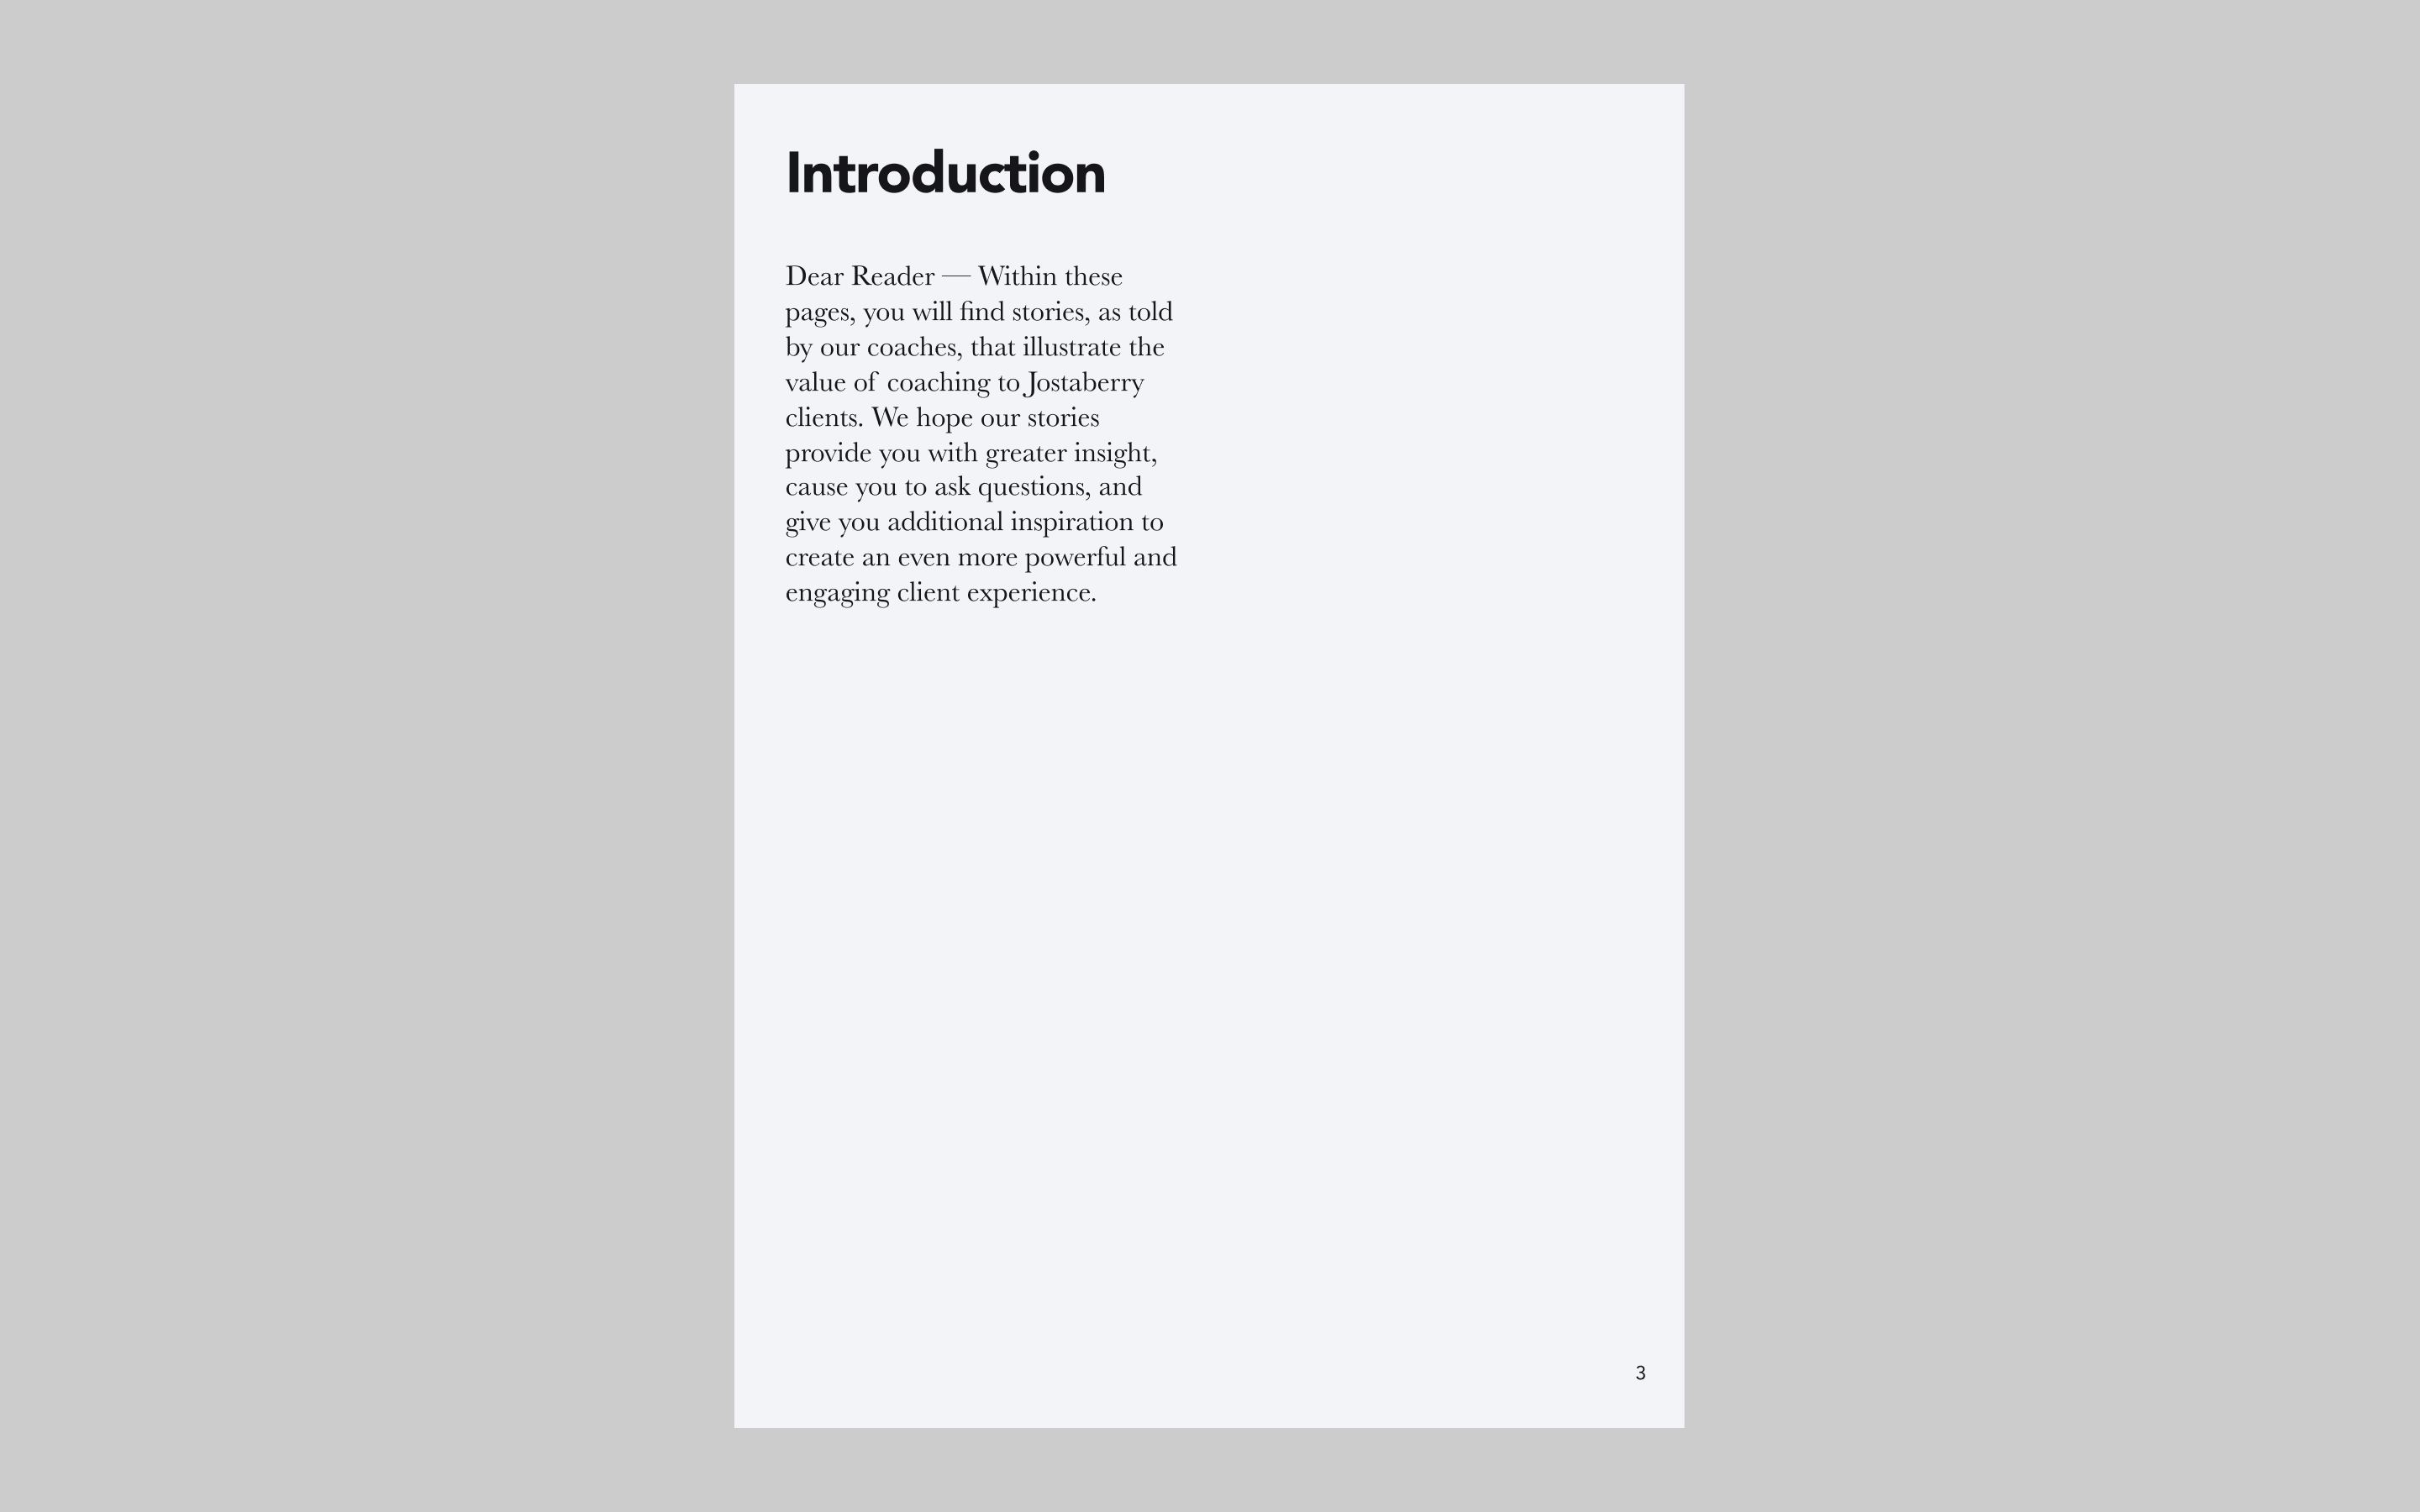 Introduction
Dear Reader — Within these
pages, you will find stories, as told
by our coaches, that illustrate the
value of coaching to Jostaberry
clients. We hope our stories
provide you with greater insight,
cause you to ask questions, and
give you additional inspiration to
create an even more powerful and
engaging client experience.
3